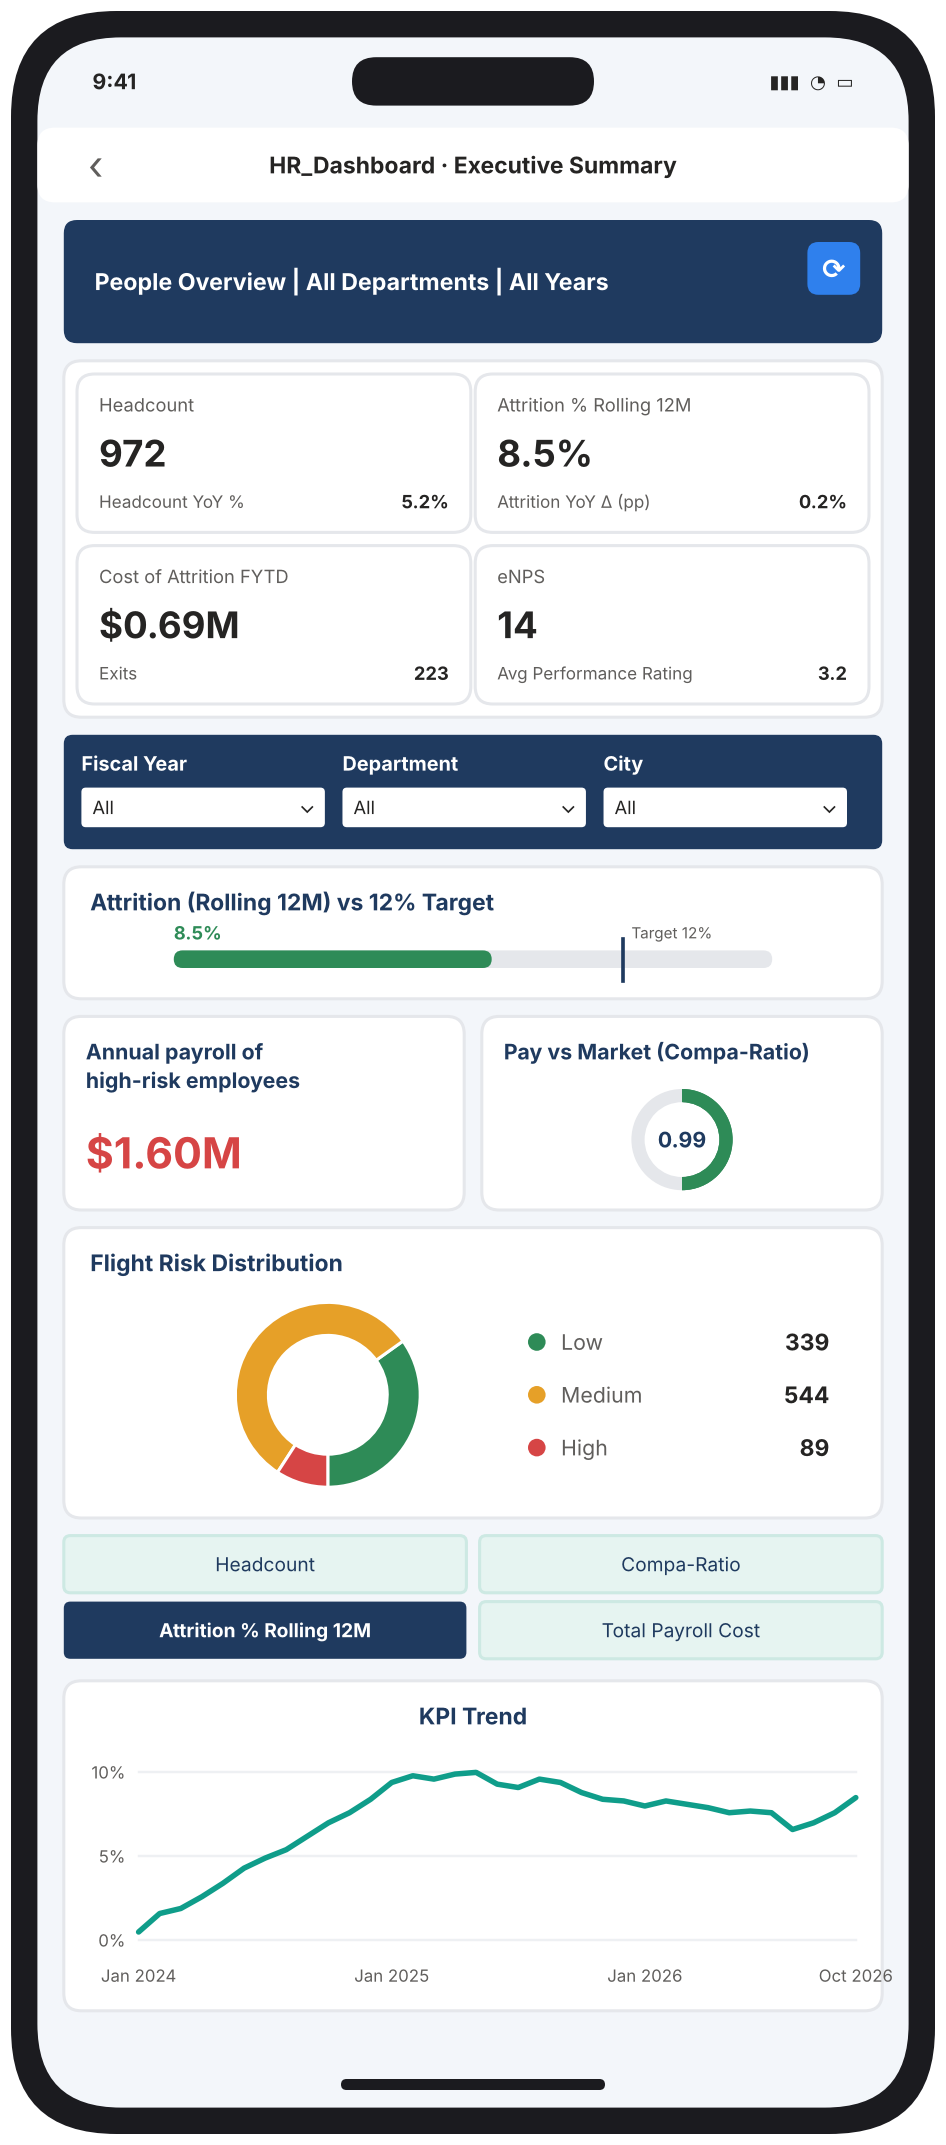 9:41
HR_Dashboard · Executive Summary
People Overview | All Departments | All Years
Headcount
972
Headcount YoY % 5.2%
Attrition % Rolling 12M
8.5%
Attrition YoY Δ (pp) 0.2%
Cost of Attrition FYTD
$0.69M
Exits 223
eNPS
14
Avg Performance Rating 3.2
Fiscal Year
All
Department
All
City
All
Attrition (Rolling 12M) vs 12% Target
8.5%
Target 12%
Annual payroll of
high-risk employees
$1.60M
Pay vs Market (Compa-Ratio)
0.99
Flight Risk Distribution
Low 339
Medium 544
High 89
Headcount
Compa-Ratio
Attrition % Rolling 12M
Total Payroll Cost
KPI Trend
10%
5%
0%
Jan 2024 Jan 2025 Jan 2026 Oct 2026